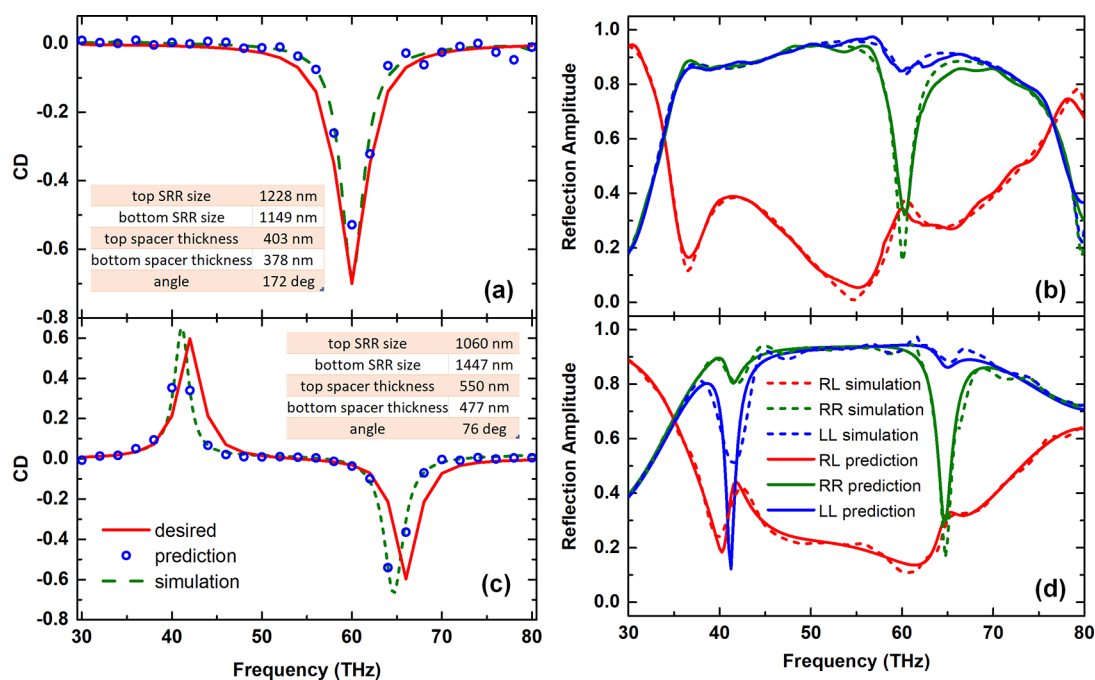 0.0
-0.2
-0.4
-0.6
-0.8
CD
top SRR size 1228 nm
bottom SRR size 1149 nm
top spacer thickness 403 nm
bottom spacer thickness 378 nm
angle 172 deg
(a)
1.0
0.8
0.6
0.4
0.2
0.0
Reflection Amplitude
30 40 50 60 70 80
(b)
0.6
0.4
0.2
0.0
-0.2
-0.4
-0.6
-0.8
CD
top SRR size 1060 nm
bottom SRR size 1447 nm
top spacer thickness 550 nm
bottom spacer thickness 477 nm
angle 76 deg
desired
prediction
simulation
(c)
30 40 50 60 70 80
Frequency (THz)
1.0
0.8
0.6
0.4
0.2
0.0
Reflection Amplitude
RL simulation
RR simulation
LL simulation
RL prediction
RR prediction
LL prediction
(d)
30 40 50 60 70 80
Frequency (THz)